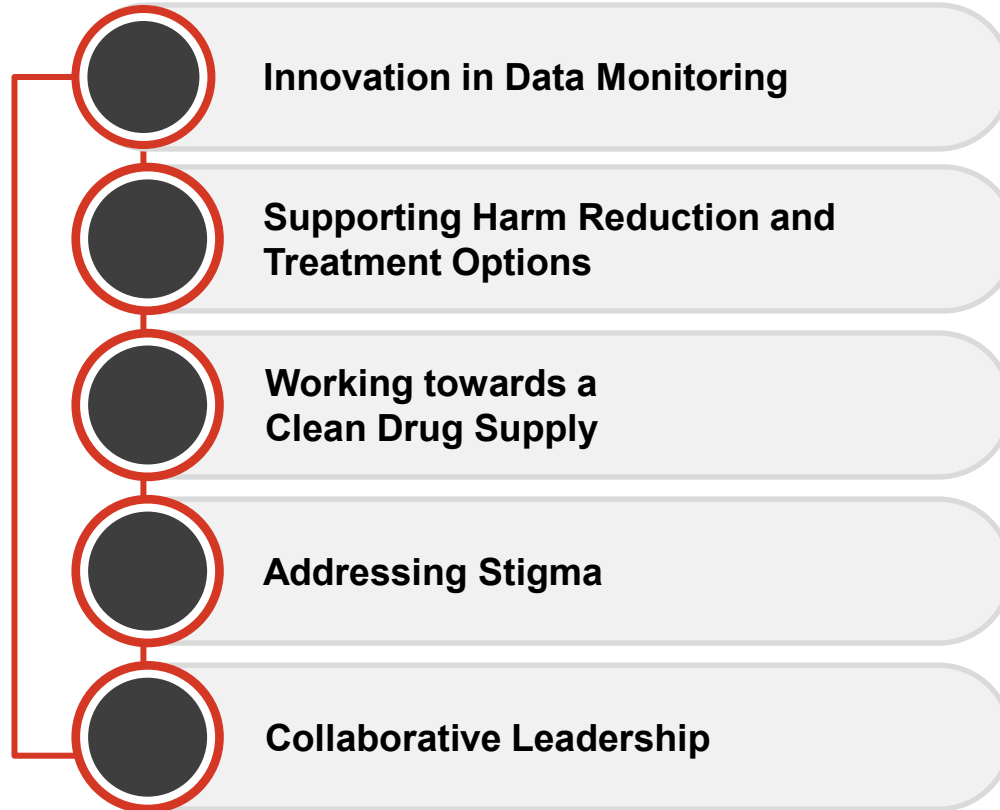 Innovation in Data Monitoring
Supporting Harm Reduction and
Treatment Options
Working towards a
Clean Drug Supply
Addressing Stigma
Collaborative Leadership